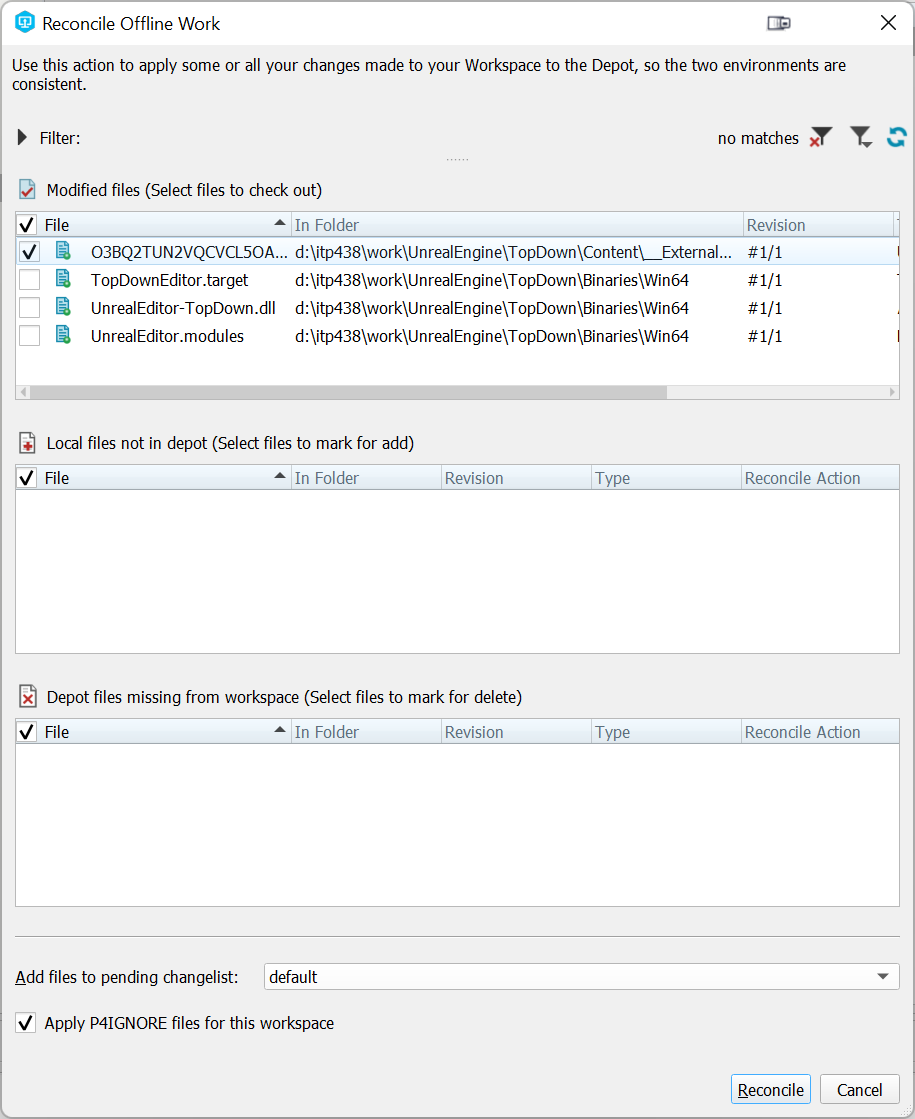 Reconcile Offline Work
Use this action to apply some or all your changes made to your Workspace to the Depot, so the two environments are
consistent.
Filter:
no matches
Modified files (Select files to check out)
File In Folder Revision
O3BQ2TUN2VQCVCL5OA... d:\itp438\work\UnrealEngine\TopDown\Content\__External... #1/1
TopDownEditor.target d:\itp438\work\UnrealEngine\TopDown\Binaries\Win64 #1/1
UnrealEditor-TopDown.dll d:\itp438\work\UnrealEngine\TopDown\Binaries\Win64 #1/1
UnrealEditor.modules d:\itp438\work\UnrealEngine\TopDown\Binaries\Win64 #1/1
Local files not in depot (Select files to mark for add)
File In Folder Revision Type Reconcile Action
Depot files missing from workspace (Select files to mark for delete)
File In Folder Revision Type Reconcile Action
Add files to pending changelist: default
Apply P4IGNORE files for this workspace
Reconcile Cancel